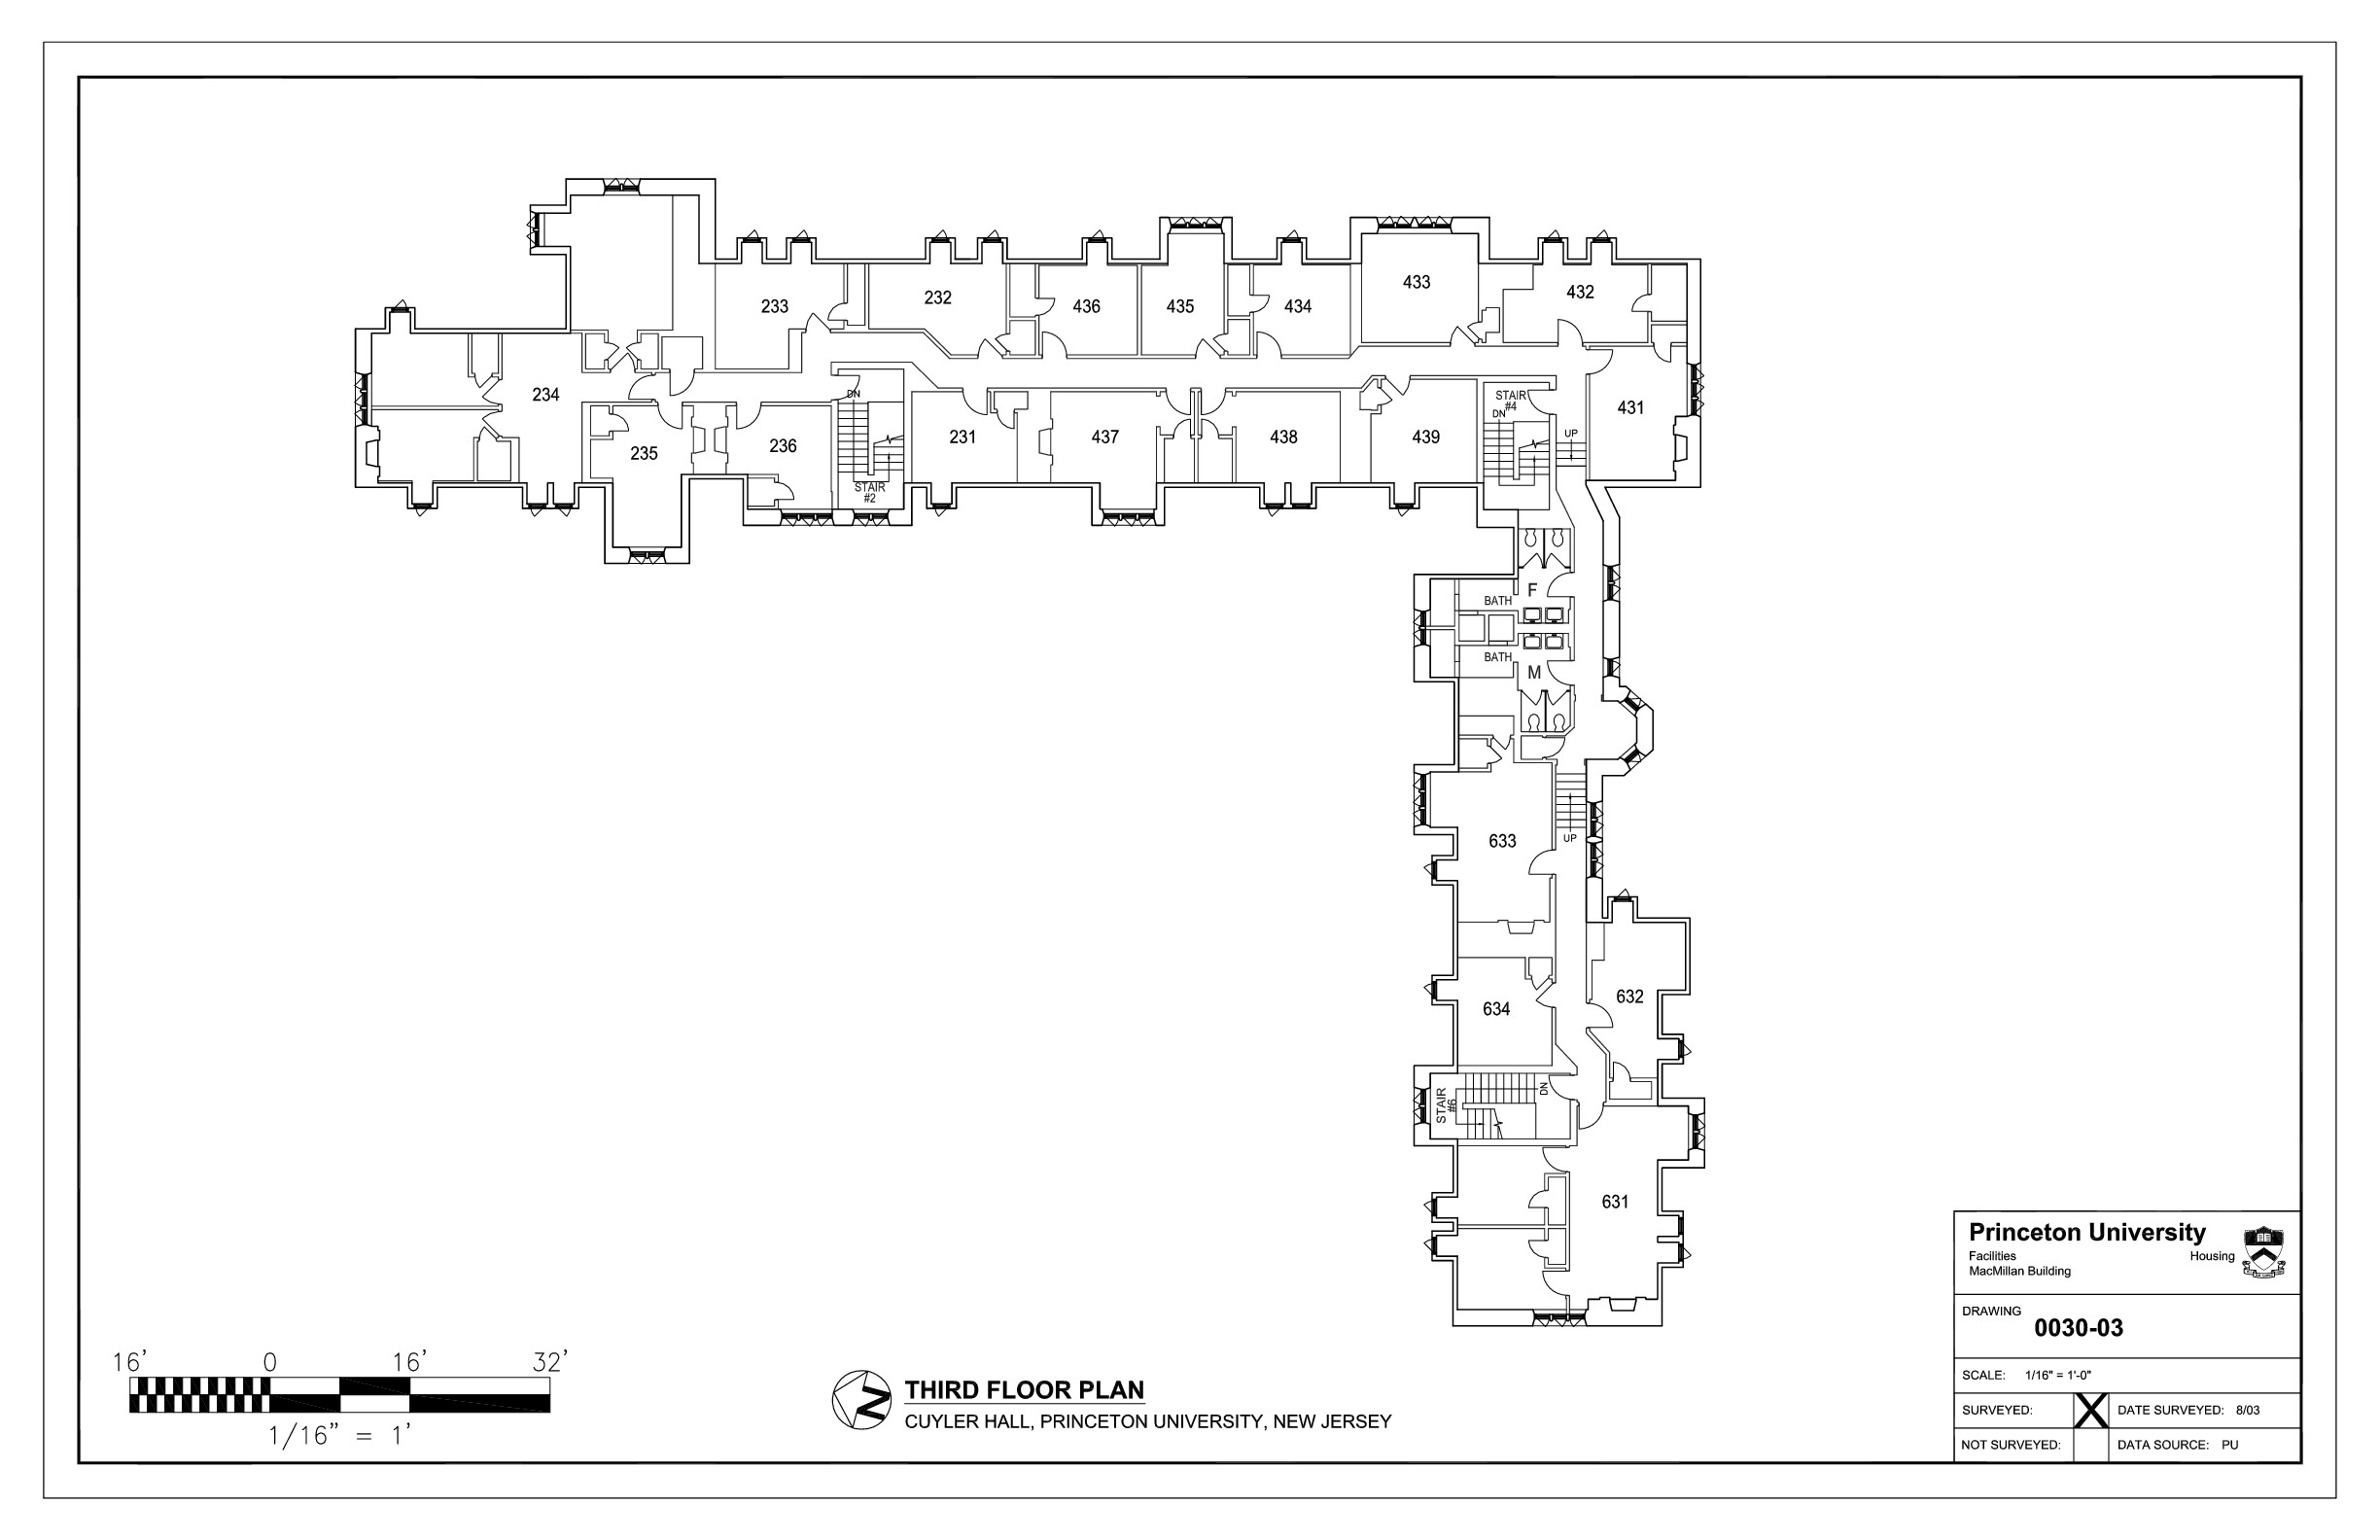 233
232
436
435
434
433
432
234
235
236
DN
STAIR
#2
231
437
438
439
STAIR
#4
DN
UP
431
F
BATH
BATH
M
633
UP
634
632
STAIR
#6
DN
631
16' 0 16' 32'
1/16" = 1'
N
THIRD FLOOR PLAN
CUYLER HALL, PRINCETON UNIVERSITY, NEW JERSEY
Princeton University
Facilities Housing
MacMillan Building
DRAWING
0030-03
SCALE: 1/16" = 1'-0"
SURVEYED: X DATE SURVEYED: 8/03
NOT SURVEYED: DATA SOURCE: PU